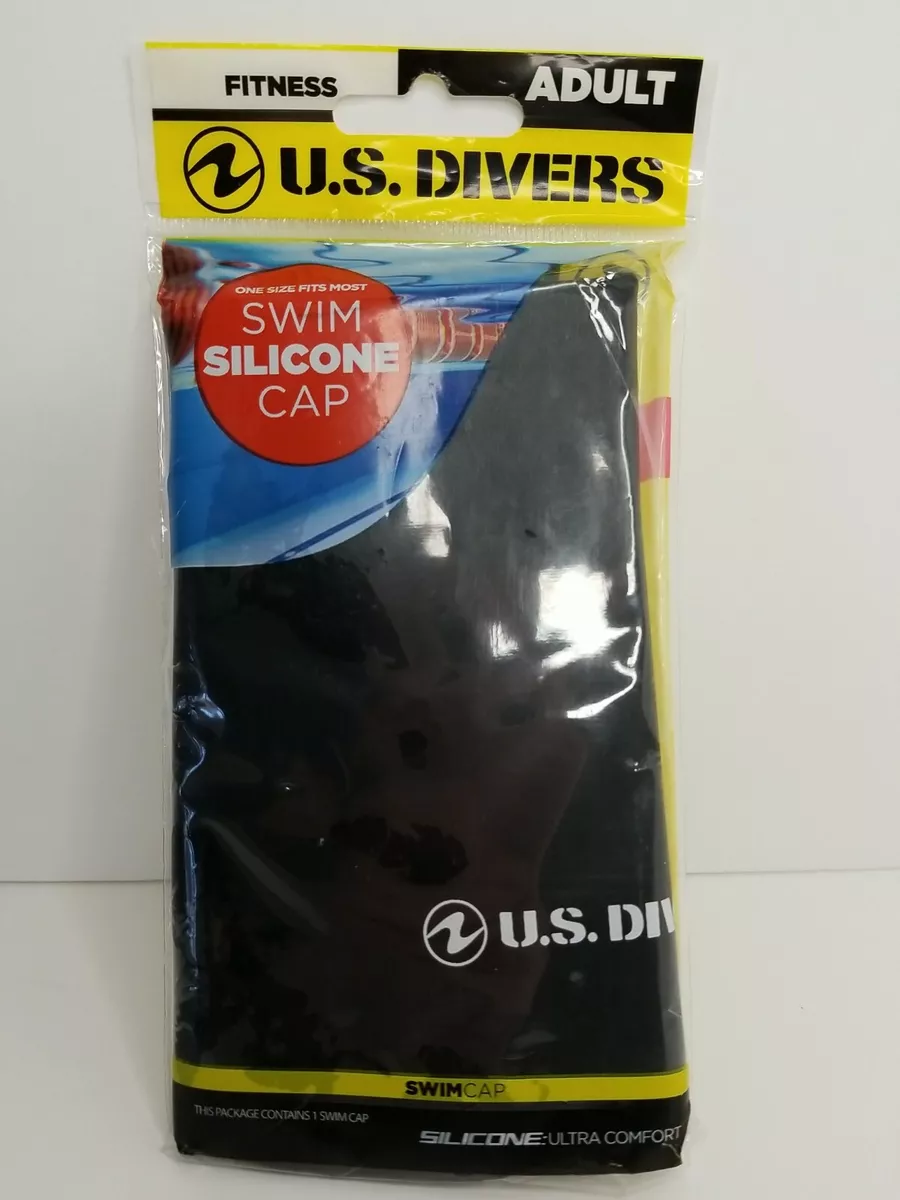 FITNESS
ADULT
U.S. DIVERS
ONE SIZE FITS MOST
SWIM
SILICONE
CAP
U.S. DIV
SWIMCAP
THIS PACKAGE CONTAINS 1 SWIM CAP
SILICONE:ULTRA COMFORT